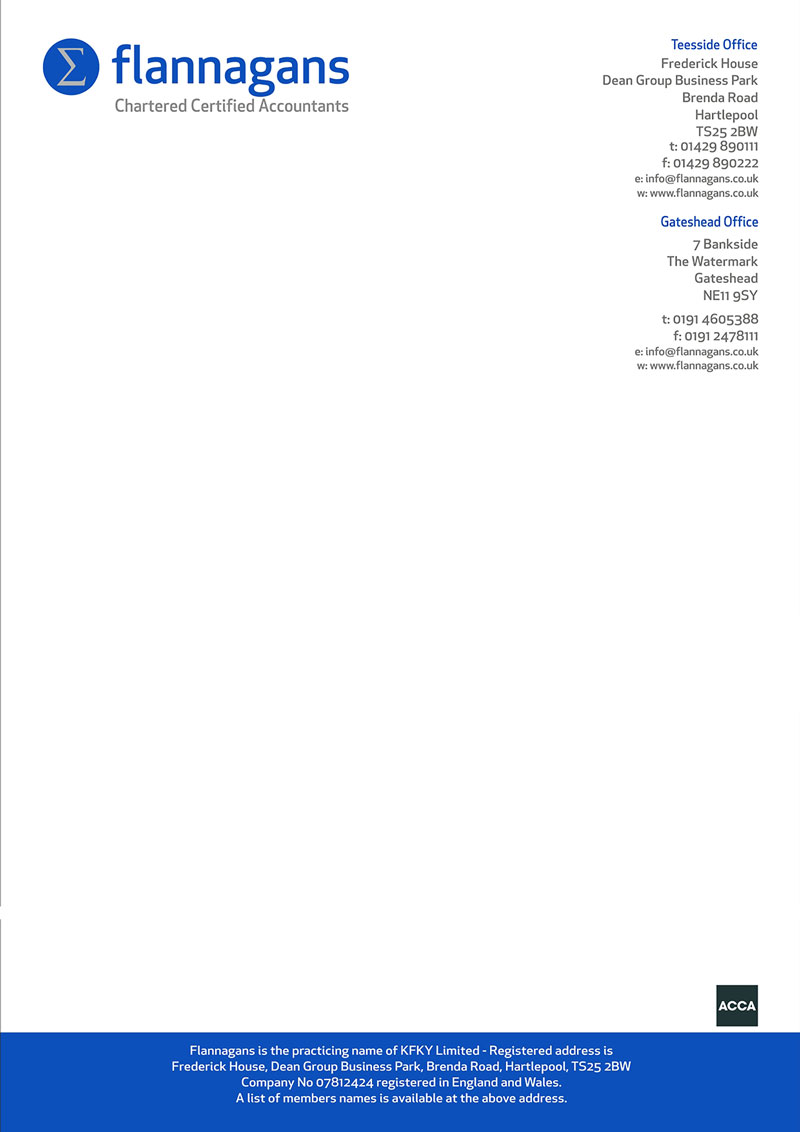 Σ flannagans
Chartered Certified Accountants
Teesside Office
Frederick House
Dean Group Business Park
Brenda Road
Hartlepool
TS25 2BW
t: 01429 890111
f: 01429 890222
e: info@flannagans.co.uk
w: www.flannagans.co.uk
Gateshead Office
7 Bankside
The Watermark
Gateshead
NE11 9SY
t: 0191 4605388
f: 0191 2478111
e: info@flannagans.co.uk
w: www.flannagans.co.uk
ACCA
Flannagans is the practicing name of KFKY Limited - Registered address is
Frederick House, Dean Group Business Park, Brenda Road, Hartlepool, TS25 2BW
Company No 07812424 registered in England and Wales.
A list of members names is available at the above address.